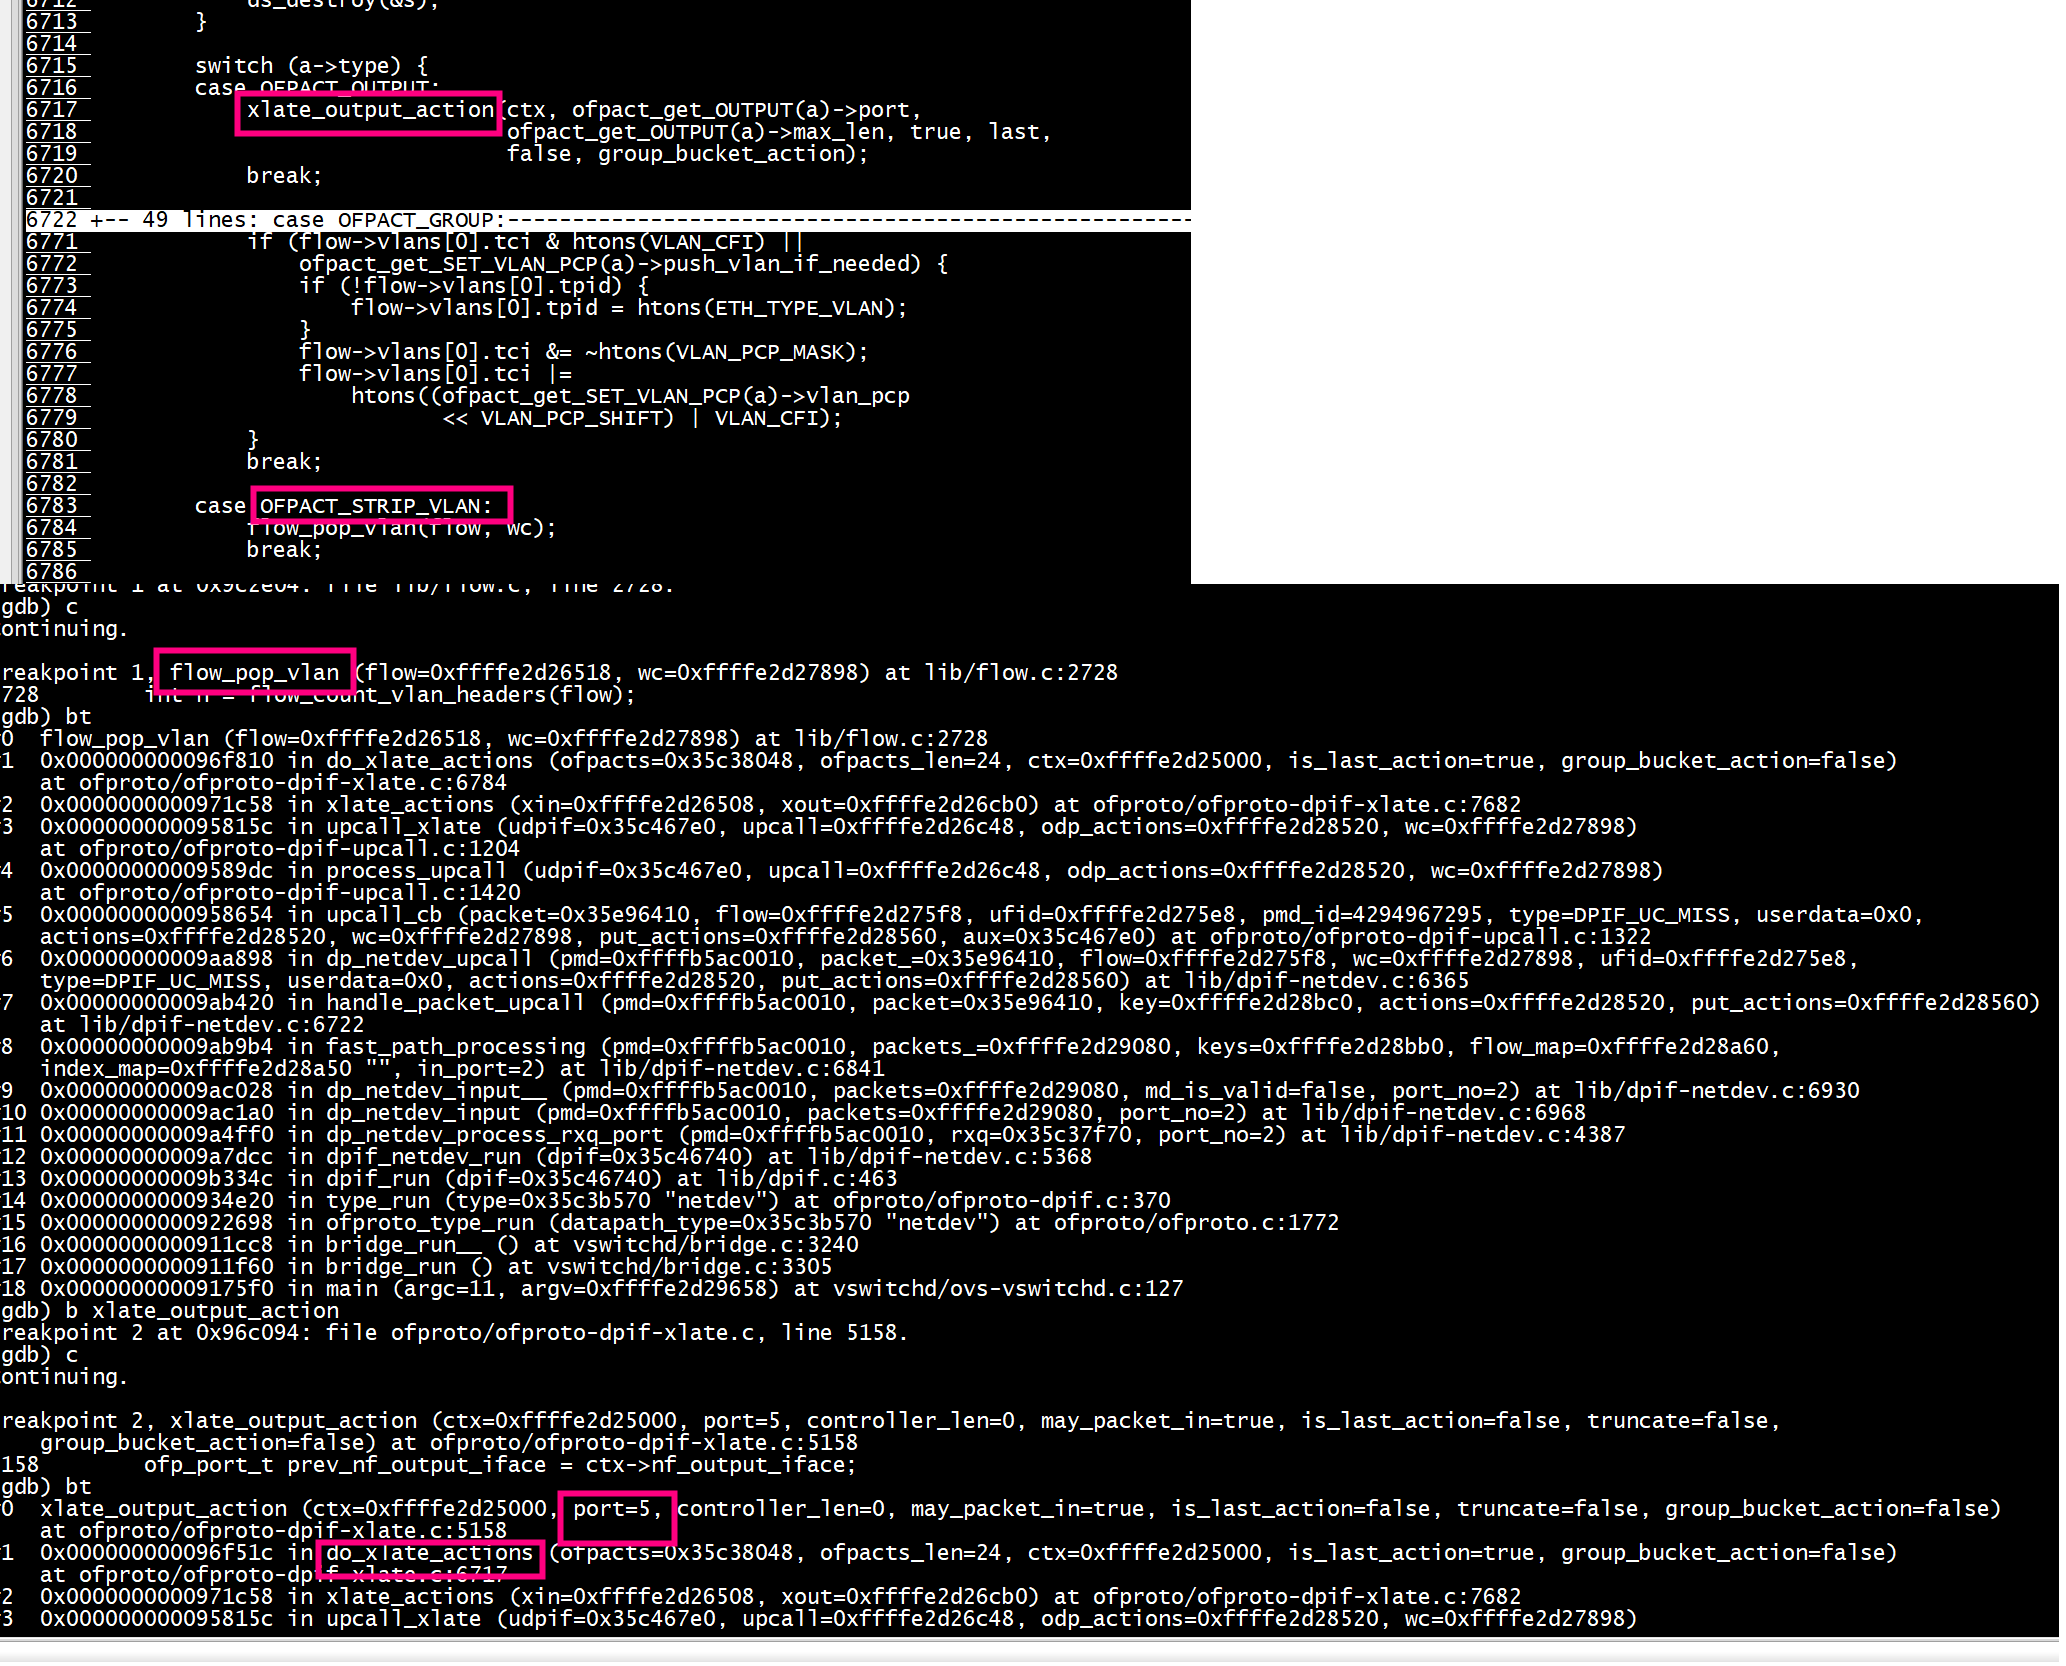 6712            ds_destroy(&s);
6713        }
6714
6715        switch (a->type) {
6716        case OFPACT_OUTPUT:
6717            xlate_output_action(ctx, ofpact_get_OUTPUT(a)->port,
6718                                ofpact_get_OUTPUT(a)->max_len, true, last,
6719                                false, group_bucket_action);
6720            break;
6721
6722 +-- 49 lines: case OFPACT_GROUP:-----------------------------------------------------
6771            if (flow->vlans[0].tci & htons(VLAN_CFI) ||
6772                ofpact_get_SET_VLAN_PCP(a)->push_vlan_if_needed) {
6773                if (!flow->vlans[0].tpid) {
6774                    flow->vlans[0].tpid = htons(ETH_TYPE_VLAN);
6775                }
6776                flow->vlans[0].tci &= ~htons(VLAN_PCP_MASK);
6777                flow->vlans[0].tci |=
6778                    htons((ofpact_get_SET_VLAN_PCP(a)->vlan_pcp
6779                           << VLAN_PCP_SHIFT) | VLAN_CFI);
6780            }
6781            break;
6782
6783        case OFPACT_STRIP_VLAN:
6784            flow_pop_vlan(flow, wc);
6785            break;
6786
reakpoint 1 at 0x9c2e04: file lib/flow.c, line 2728.
gdb) c
ontinuing.

reakpoint 1, flow_pop_vlan (flow=0xffffe2d26518, wc=0xffffe2d27898) at lib/flow.c:2728
728        int n = flow_count_vlan_headers(flow);
gdb) bt
0  flow_pop_vlan (flow=0xffffe2d26518, wc=0xffffe2d27898) at lib/flow.c:2728
1  0x000000000096f810 in do_xlate_actions (ofpacts=0x35c38048, ofpacts_len=24, ctx=0xffffe2d25000, is_last_action=true, group_bucket_action=false)
   at ofproto/ofproto-dpif-xlate.c:6784
2  0x0000000000971c58 in xlate_actions (xin=0xffffe2d26508, xout=0xffffe2d26cb0) at ofproto/ofproto-dpif-xlate.c:7682
3  0x000000000095815c in upcall_xlate (udpif=0x35c467e0, upcall=0xffffe2d26c48, odp_actions=0xffffe2d28520, wc=0xffffe2d27898)
   at ofproto/ofproto-dpif-upcall.c:1204
4  0x00000000009589dc in process_upcall (udpif=0x35c467e0, upcall=0xffffe2d26c48, odp_actions=0xffffe2d28520, wc=0xffffe2d27898)
   at ofproto/ofproto-dpif-upcall.c:1420
5  0x0000000000958654 in upcall_cb (packet=0x35e96410, flow=0xffffe2d275f8, ufid=0xffffe2d275e8, pmd_id=4294967295, type=DPIF_UC_MISS, userdata=0x0,
   actions=0xffffe2d28520, wc=0xffffe2d27898, put_actions=0xffffe2d28560, aux=0x35c467e0) at ofproto/ofproto-dpif-upcall.c:1322
6  0x00000000009aa898 in dp_netdev_upcall (pmd=0xffffb5ac0010, packet_=0x35e96410, flow=0xffffe2d275f8, wc=0xffffe2d27898, ufid=0xffffe2d275e8,
   type=DPIF_UC_MISS, userdata=0x0, actions=0xffffe2d28520, put_actions=0xffffe2d28560) at lib/dpif-netdev.c:6365
7  0x00000000009ab420 in handle_packet_upcall (pmd=0xffffb5ac0010, packet=0x35e96410, key=0xffffe2d28bc0, actions=0xffffe2d28520, put_actions=0xffffe2d28560)
   at lib/dpif-netdev.c:6722
8  0x00000000009ab9b4 in fast_path_processing (pmd=0xffffb5ac0010, packets_=0xffffe2d29080, keys=0xffffe2d28bb0, flow_map=0xffffe2d28a60,
   index_map=0xffffe2d28a50 "", in_port=2) at lib/dpif-netdev.c:6841
9  0x00000000009ac028 in dp_netdev_input__ (pmd=0xffffb5ac0010, packets=0xffffe2d29080, md_is_valid=false, port_no=2) at lib/dpif-netdev.c:6930
10 0x00000000009ac1a0 in dp_netdev_input (pmd=0xffffb5ac0010, packets=0xffffe2d29080, port_no=2) at lib/dpif-netdev.c:6968
11 0x00000000009a4ff0 in dp_netdev_process_rxq_port (pmd=0xffffb5ac0010, rxq=0x35c37f70, port_no=2) at lib/dpif-netdev.c:4387
12 0x00000000009a7dcc in dpif_netdev_run (dpif=0x35c46740) at lib/dpif-netdev.c:5368
13 0x00000000009b334c in dpif_run (dpif=0x35c46740) at lib/dpif.c:463
14 0x0000000000934e20 in type_run (type=0x35c3b570 "netdev") at ofproto/ofproto-dpif.c:370
15 0x0000000000922698 in ofproto_type_run (datapath_type=0x35c3b570 "netdev") at ofproto/ofproto.c:1772
16 0x0000000000911cc8 in bridge_run__ () at vswitchd/bridge.c:3240
17 0x0000000000911f60 in bridge_run () at vswitchd/bridge.c:3305
18 0x00000000009175f0 in main (argc=11, argv=0xffffe2d29658) at vswitchd/ovs-vswitchd.c:127
gdb) b xlate_output_action
reakpoint 2 at 0x96c094: file ofproto/ofproto-dpif-xlate.c, line 5158.
gdb) c
ontinuing.

reakpoint 2, xlate_output_action (ctx=0xffffe2d25000, port=5, controller_len=0, may_packet_in=true, is_last_action=false, truncate=false,
   group_bucket_action=false) at ofproto/ofproto-dpif-xlate.c:5158
158        ofp_port_t prev_nf_output_iface = ctx->nf_output_iface;
gdb) bt
0  xlate_output_action (ctx=0xffffe2d25000, port=5, controller_len=0, may_packet_in=true, is_last_action=false, truncate=false, group_bucket_action=false)
   at ofproto/ofproto-dpif-xlate.c:5158
1  0x000000000096f51c in do_xlate_actions (ofpacts=0x35c38048, ofpacts_len=24, ctx=0xffffe2d25000, is_last_action=true, group_bucket_action=false)
   at ofproto/ofproto-dpif-xlate.c:6717
2  0x0000000000971c58 in xlate_actions (xin=0xffffe2d26508, xout=0xffffe2d26cb0) at ofproto/ofproto-dpif-xlate.c:7682
3  0x000000000095815c in upcall_xlate (udpif=0x35c467e0, upcall=0xffffe2d26c48, odp_actions=0xffffe2d28520, wc=0xffffe2d27898)